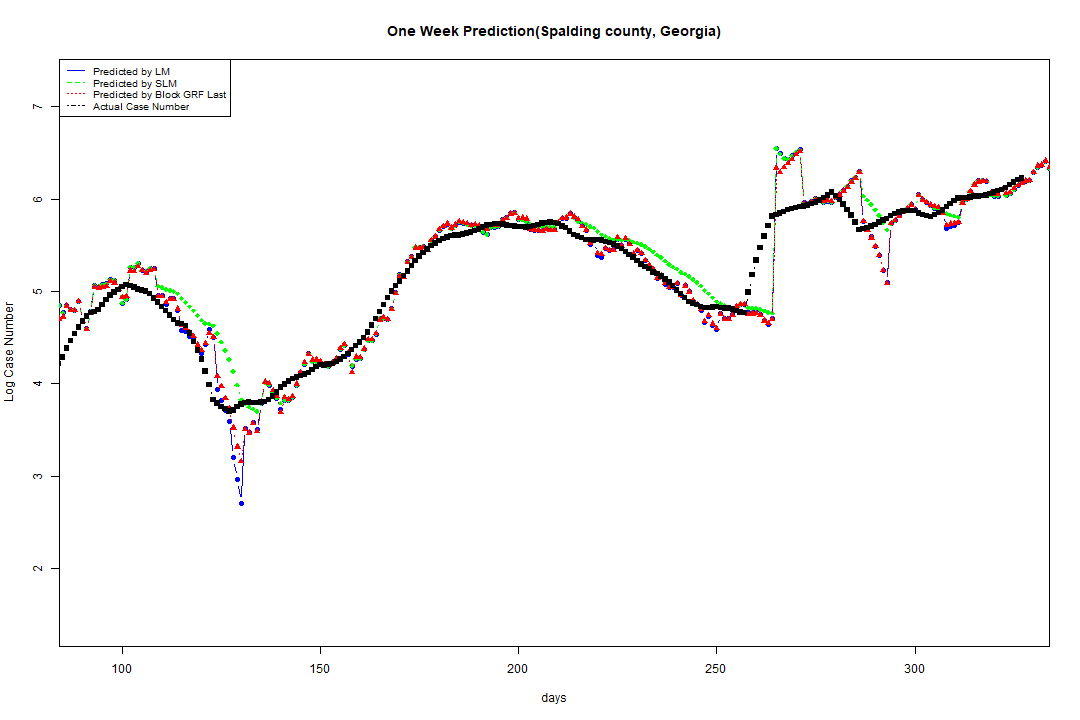 One Week Prediction(Spalding county, Georgia)
Predicted by LM
Predicted by SLM
Predicted by Block GRF Last
Actual Case Number
7
6
5
4
3
2
Log Case Number
100 150 200 250 300
days